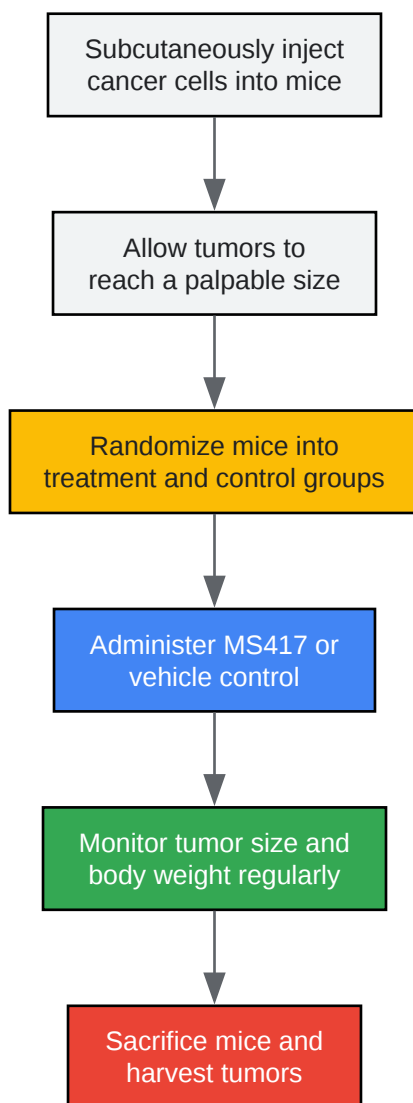 Subcutaneously inject
cancer cells into mice
Allow tumors to
reach a palpable size
Randomize mice into
treatment and control groups
Administer MS417 or
vehicle control
Monitor tumor size and
body weight regularly
Sacrifice mice and
harvest tumors